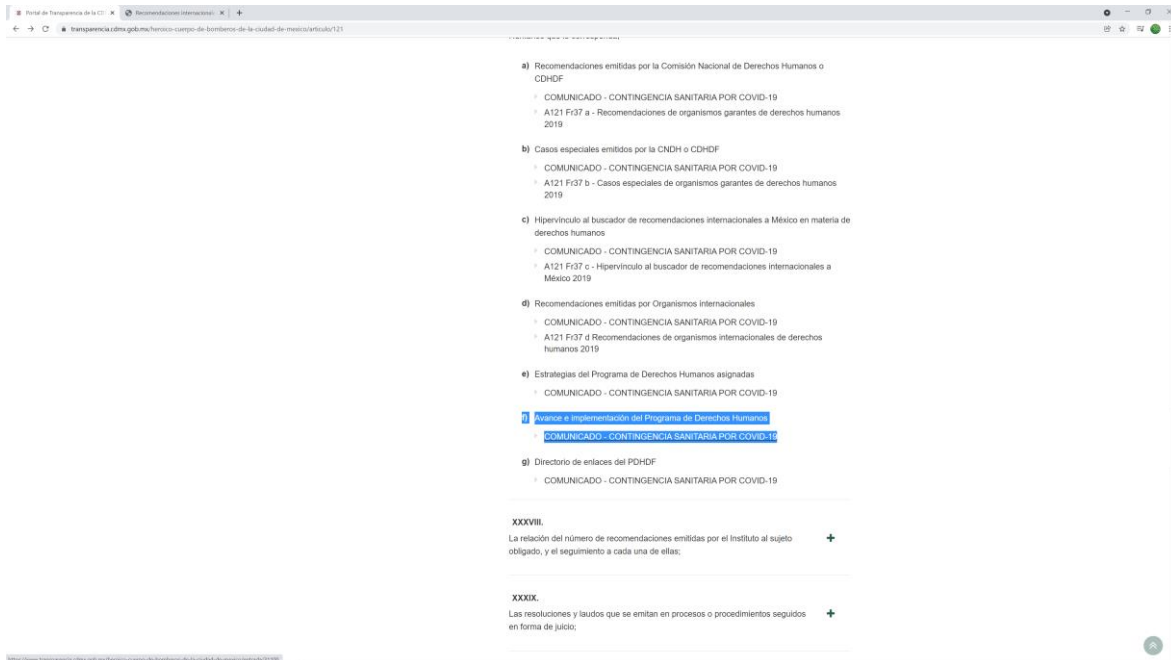 Portal de Transparencia de la CD
Recomendaciones internacionale
transparencia.cdmx.gob.mx/heroico-cuerpo-de-bomberos-de-la-ciudad-de-mexico/articulo/121
a) Recomendaciones emitidas por la Comisión Nacional de Derechos Humanos o
CDHDF
COMUNICADO - CONTINGENCIA SANITARIA POR COVID-19
A121 Fr37 a - Recomendaciones de organismos garantes de derechos humanos
2019
b) Casos especiales emitidos por la CNDH o CDHDF
COMUNICADO - CONTINGENCIA SANITARIA POR COVID-19
A121 Fr37 b - Casos especiales de organismos garantes de derechos humanos
2019
c) Hipervínculo al buscador de recomendaciones internacionales a México en materia de
derechos humanos
COMUNICADO - CONTINGENCIA SANITARIA POR COVID-19
A121 Fr37 c - Hipervínculo al buscador de recomendaciones internacionales a
México 2019
d) Recomendaciones emitidas por Organismos internacionales
COMUNICADO - CONTINGENCIA SANITARIA POR COVID-19
A121 Fr37 d Recomendaciones de organismos internacionales de derechos
humanos 2019
e) Estrategias del Programa de Derechos Humanos asignadas
COMUNICADO - CONTINGENCIA SANITARIA POR COVID-19
f) Avance e implementación del Programa de Derechos Humanos
COMUNICADO - CONTINGENCIA SANITARIA POR COVID-19
g) Directorio de enlaces del PDHDF
COMUNICADO - CONTINGENCIA SANITARIA POR COVID-19
XXXVIII.
La relación del número de recomendaciones emitidas por el Instituto al sujeto
obligado, y el seguimiento a cada una de ellas;
XXXIX.
Las resoluciones y laudos que se emitan en procesos o procedimientos seguidos
en forma de juicio;